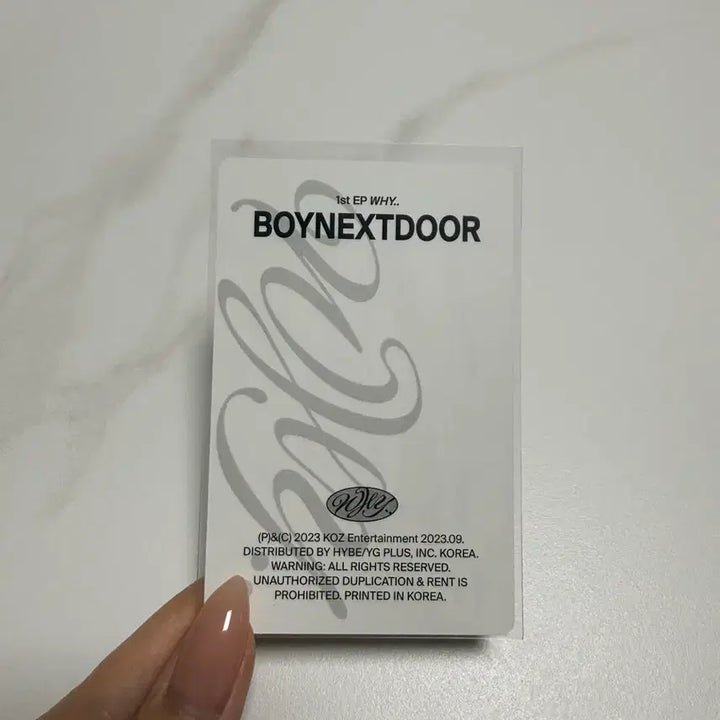 1st EP WHY..
BOYNEXTDOOR
Why..
(P)&(C) 2023 KOZ Entertainment 2023.09.
DISTRIBUTED BY HYBE/YG PLUS, INC. KOREA.
WARNING: ALL RIGHTS RESERVED.
UNAUTHORIZED DUPLICATION & RENT IS
PROHIBITED. PRINTED IN KOREA.